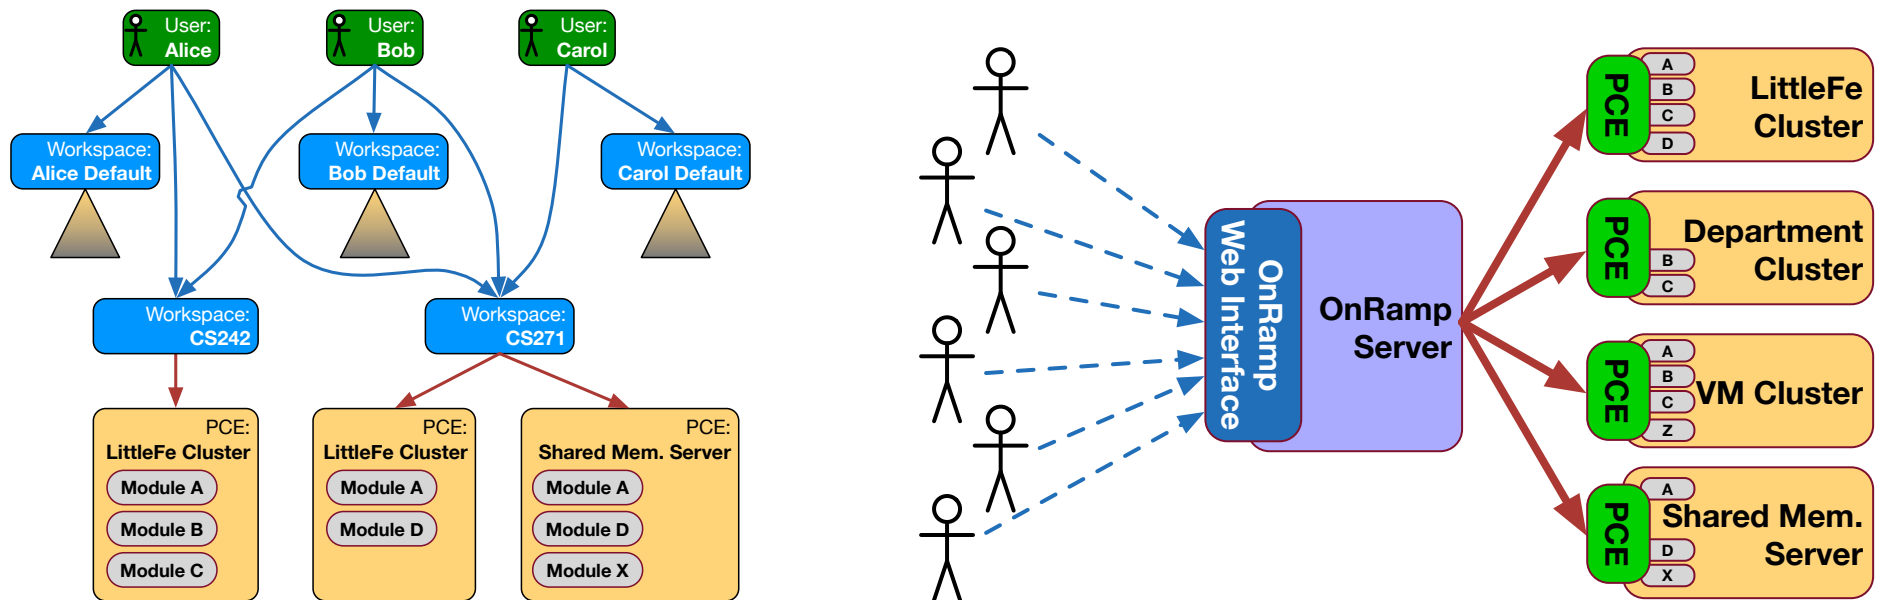 User:
Alice
User:
Bob
User:
Carol
Workspace:
Alice Default
Workspace:
Bob Default
Workspace:
Carol Default
Workspace:
CS242
Workspace:
CS271
PCE:
LittleFe Cluster
Module A
Module B
Module C
PCE:
LittleFe Cluster
Module A
Module D
PCE:
Shared Mem. Server
Module A
Module D
Module X
OnRamp
Web Interface
OnRamp
Server
PCE
A
B
C
D
LittleFe
Cluster
PCE
B
C
Department
Cluster
PCE
A
B
C
Z
VM Cluster
PCE
A
D
X
Shared Mem.
Server